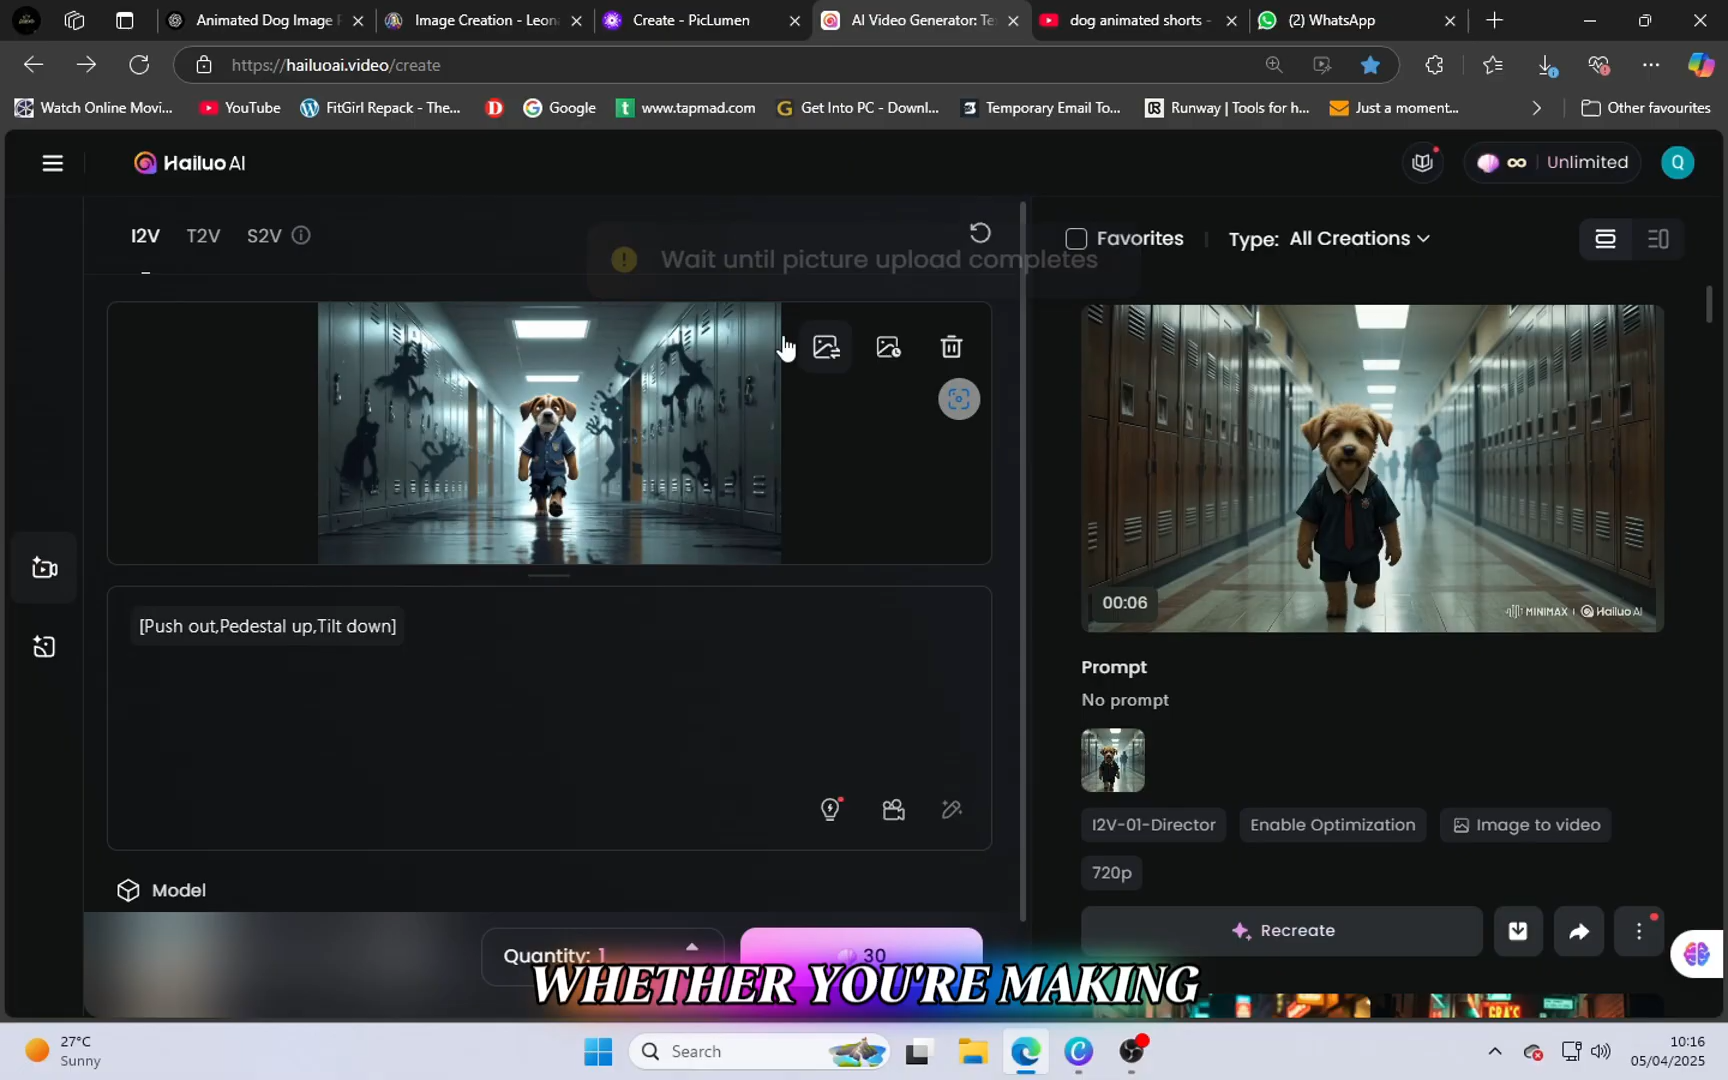 Animated Dog Image
Image Creation - Leon
Create - PicLumen
AI Video Generator: Te
dog animated shorts -
(2) WhatsApp
https://hailuoai.video/create
Watch Online Movi...
YouTube
FitGirl Repack - The...
Google
www.tapmad.com
Get Into PC - Downl...
Temporary Email To...
Runway | Tools for h...
Just a moment...
Other favourites
Hailuo AI
Unlimited
Q
I2V
T2V
S2V
Wait until picture upload completes
Favorites
Type: All Creations
00:06
MINIMAX | Hailuo AI
[Push out,Pedestal up,Tilt down]
Prompt
No prompt
I2V-01-Director
Enable Optimization
Image to video
720p
Model
Quantity: 1
30
Recreate
WHETHER YOU'RE MAKING
27°C
Sunny
Search
10:16
05/04/2025